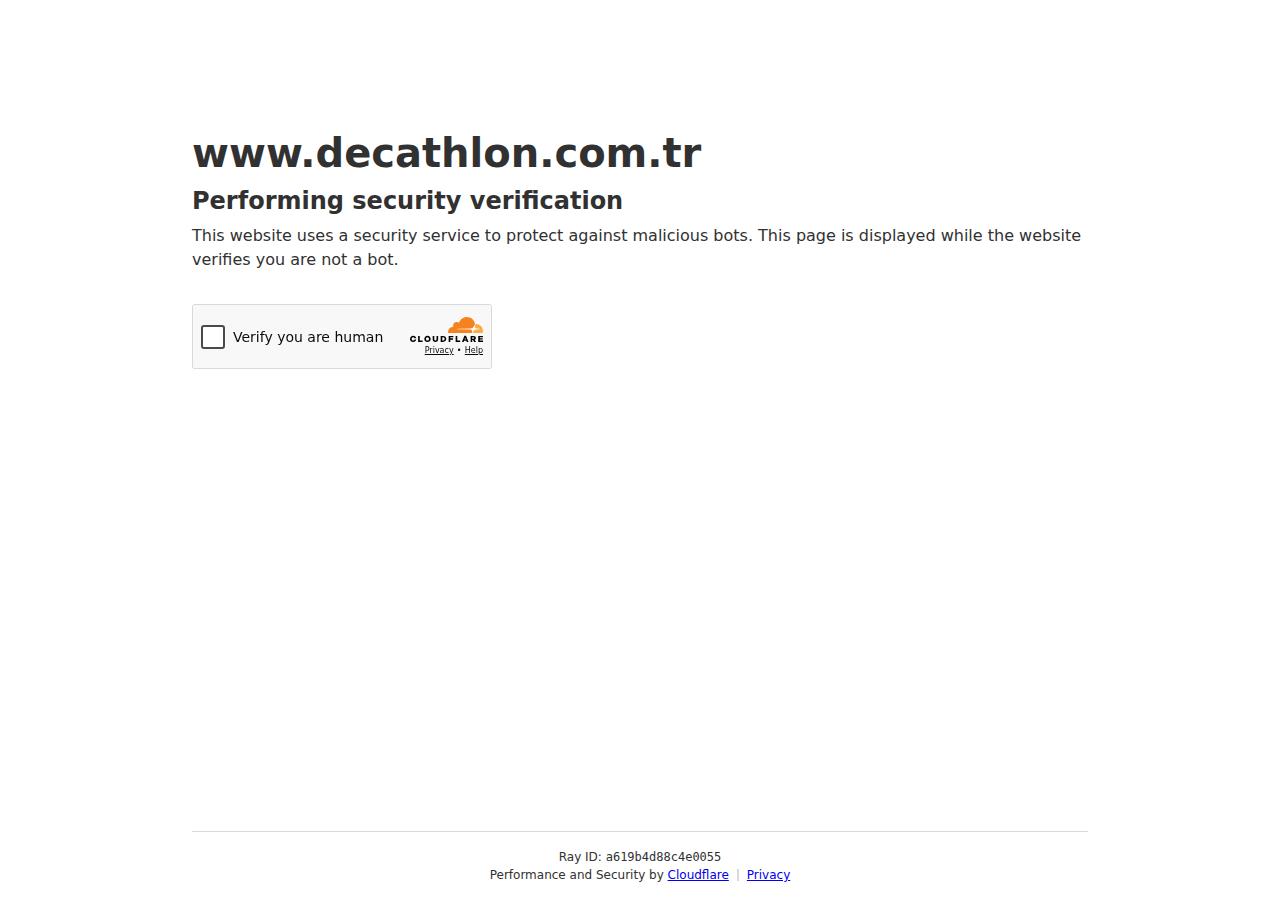 www.decathlon.com.tr
Performing security verification
This website uses a security service to protect against malicious bots. This page is displayed while the website
verifies you are not a bot.
Verify you are human
CLOUDFLARE
Privacy • Help
Ray ID: a619b4d88c4e0055
Performance and Security by Cloudflare | Privacy